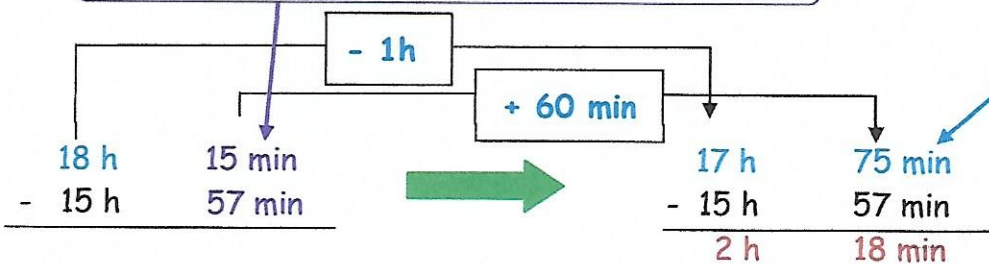 - 1h
+ 60 min
18 h 15 min 17 h 75 min
- 15 h 57 min - 15 h 57 min
2 h 18 min